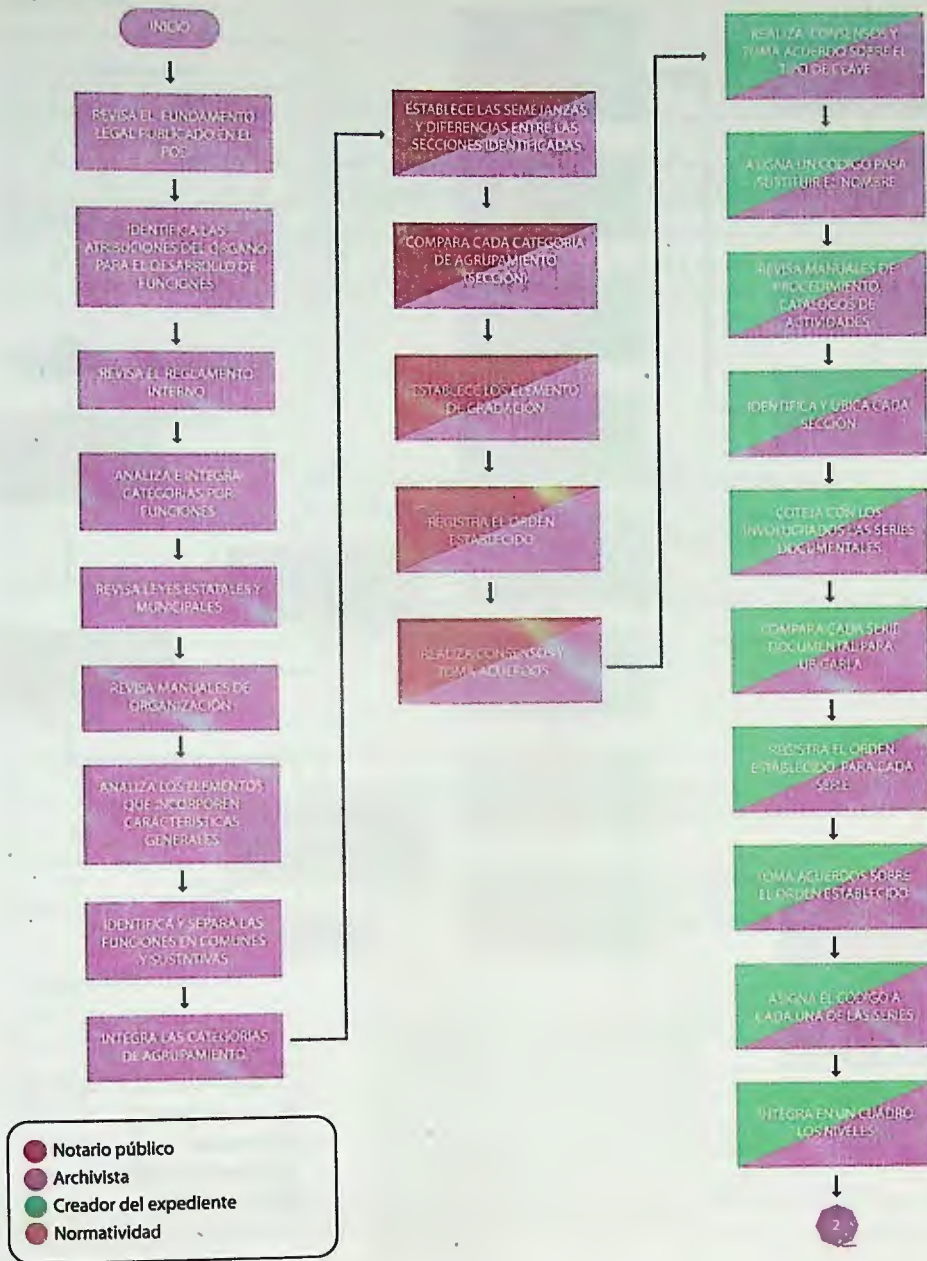 INICIO
REVISA EL FUNDAMENTO
LEGAL PUBLICADO EN EL
POE
IDENTIFICA LAS
ATRIBUCIONES DEL ÓRGANO
PARA EL DESARROLLO DE
FUNCIONES
REVISA EL REGLAMENTO
INTERNO
ANALIZA E INTEGRA
CATEGORÍAS POR
FUNCIONES
REVISA LEYES ESTATALES Y
MUNICIPALES
REVISA MANUALES DE
ORGANIZACIÓN
ANALIZA LOS ELEMENTOS
QUE INCORPOREN
CARACTERÍSTICAS
GENERALES
IDENTIFICA Y SEPARA LAS
FUNCIONES EN COMUNES
Y SUSTNTIVAS
INTEGRA LAS CATEGORÍAS
DE AGRUPAMIENTO
ESTABLECE LAS SEMEJANZAS
Y DIFERENCIAS ENTRE LAS
SECCIONES IDENTIFICADAS
COMPARA CADA CATEGORÍA
DE AGRUPAMIENTO
(SECCIÓN)
ESTABLECE LOS ELEMENTO
DE GRADACIÓN
REGISTRA EL ORDEN
ESTABLECIDO
REALIZA CONSENSOS Y
TOMA ACUERDOS
REALIZA CONSENSOS Y
TOMA ACUERDO SOBRE EL
TIPO DE CLAVE
ASIGNA UN CÓDIGO PARA
SUSTITUIR EL NOMBRE
REVISA MANUALES DE
PROCEDIMIENTO,
CATÁLOGOS DE
ACTIVIDADES
IDENTIFICA Y UBICA CADA
SECCIÓN
COTEJA CON LOS
INVOLUCRADOS LAS SERIES
DOCUMENTALES
COMPARA CADA SERIE
DOCUMENTAL PARA
UBICARLA
REGISTRA EL ORDEN
ESTABLECIDO PARA CADA
SERIE
TOMA ACUERDOS SOBRE
EL ORDEN ESTABLECIDO
ASIGNA EL CÓDIGO A
CADA UNA DE LAS SERIES
INTEGRA EN UN CUADRO
LOS NIVELES
2
Notario público
Archivista
Creador del expediente
Normatividad